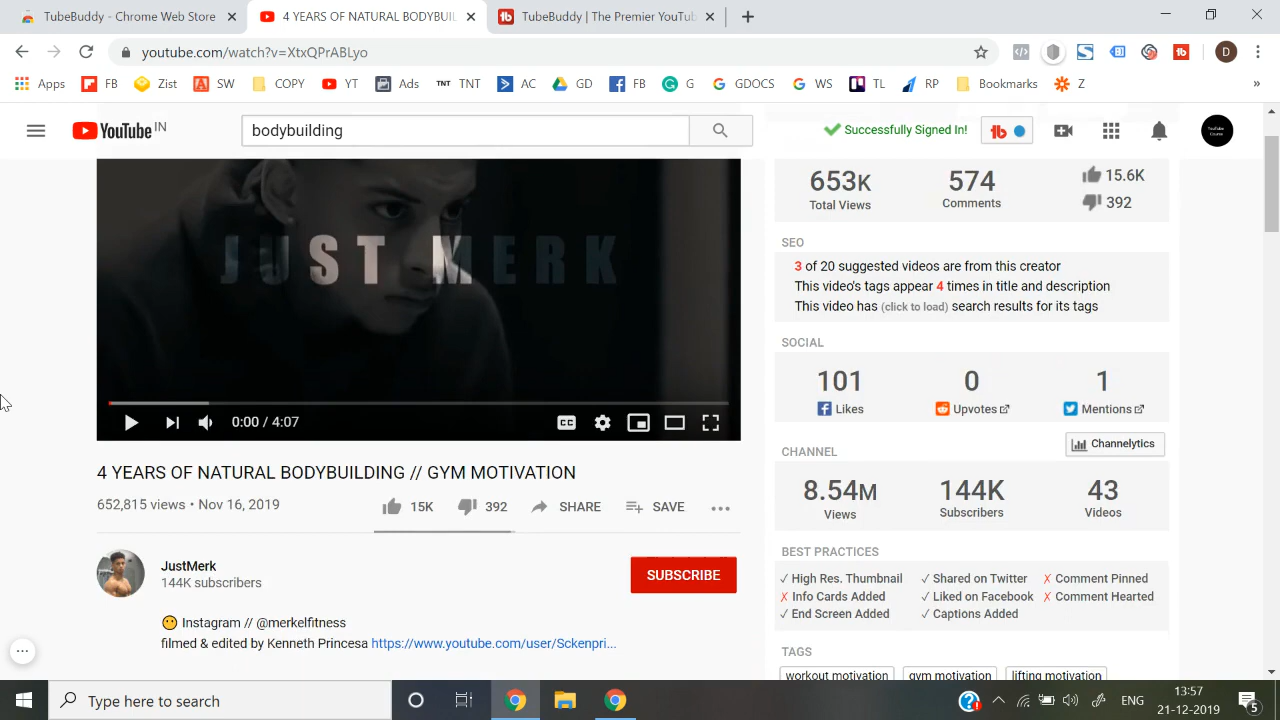 TubeBuddy - Chrome Web Store
4 YEARS OF NATURAL BODYBUIL
TubeBuddy | The Premier YouTu
youtube.com/watch?v=XtxQPrABLyo
D
Apps FB Zist SW COPY YT Ads TNT TNT AC GD FB G GDOCS WS TL RP Bookmarks Z »
YouTube IN
bodybuilding
Successfully Signed In!
JUST MERK
0:00 / 4:07
CC
4 YEARS OF NATURAL BODYBUILDING // GYM MOTIVATION
652,815 views • Nov 16, 2019
15K 392 SHARE SAVE
JustMerk
144K subscribers
SUBSCRIBE
Instagram // @merkelfitness
filmed & edited by Kenneth Princesa https://www.youtube.com/user/Sckenpri...
653K 574 15.6K
Total Views Comments 392
SEO
3 of 20 suggested videos are from this creator
This video's tags appear 4 times in title and description
This video has (click to load) search results for its tags
SOCIAL
101 0 1
Likes Upvotes Mentions
CHANNEL Channelytics
8.54M 144K 43
Views Subscribers Videos
BEST PRACTICES
✓ High Res. Thumbnail ✓ Shared on Twitter ✗ Comment Pinned
✗ Info Cards Added ✓ Liked on Facebook ✗ Comment Hearted
✓ End Screen Added ✓ Captions Added
TAGS
workout motivation gym motivation lifting motivation
Type here to search
ENG
13:57
21-12-2019
5